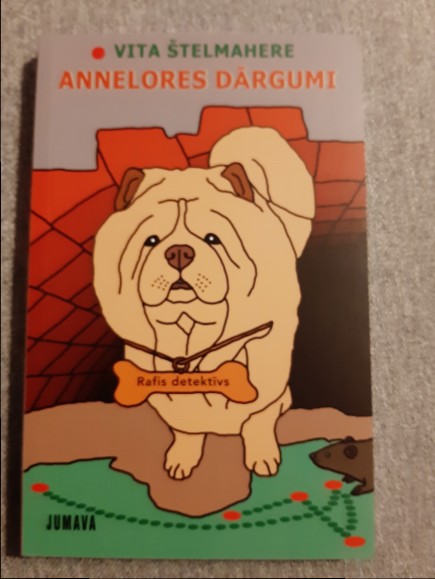 VITA ŠTELMAHERE
ANNELORES DĀRGUMI
Rafis detektīvs
JUMAVA